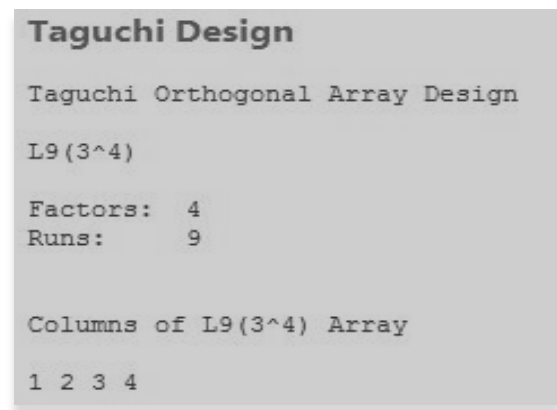 Taguchi Design
Taguchi Orthogonal Array Design
L9(3^4)
Factors: 4
Runs: 9
Columns of L9(3^4) Array
1 2 3 4